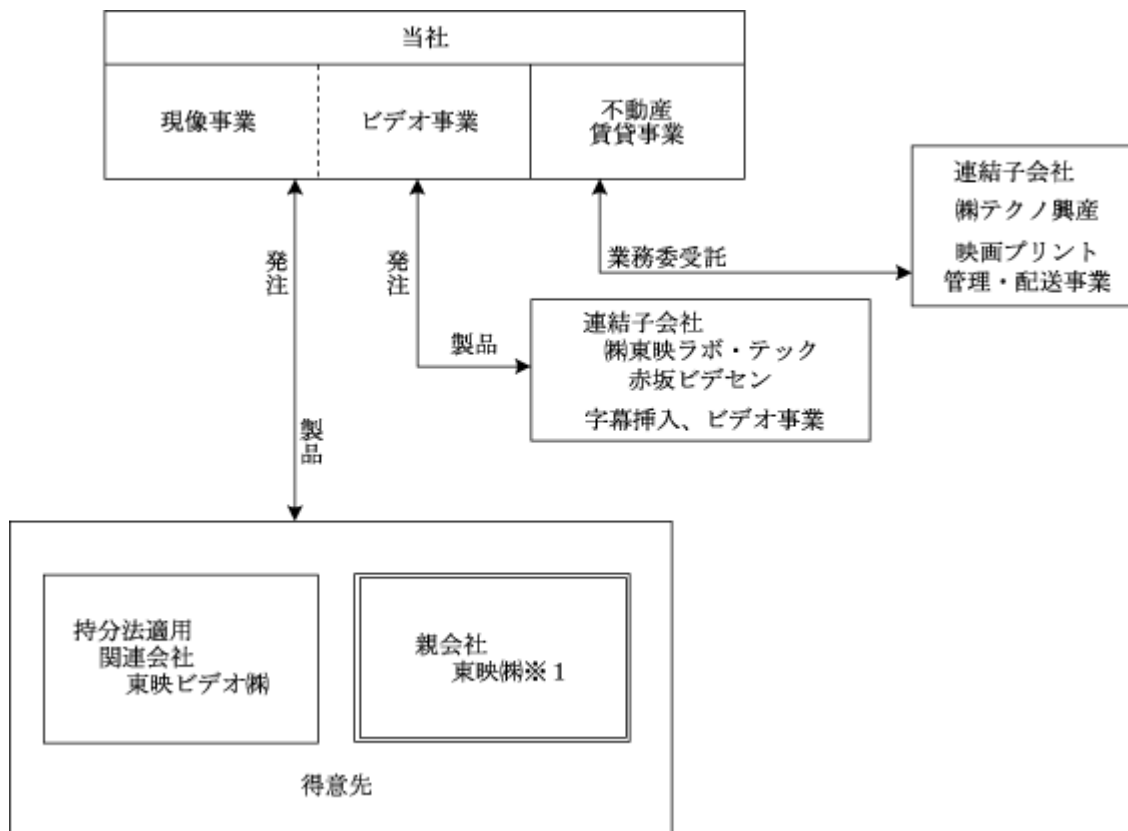 当社
現像事業
ビデオ事業
不動産
賃貸事業
連結子会社
㈱テクノ興産
映画プリント
管理・配送事業
発注
発注
業務委受託
製品
連結子会社
㈱東映ラボ・テック
赤坂ビデセン
字幕挿入、ビデオ事業
製品
持分法適用
関連会社
東映ビデオ㈱
親会社
東映㈱※1
得意先